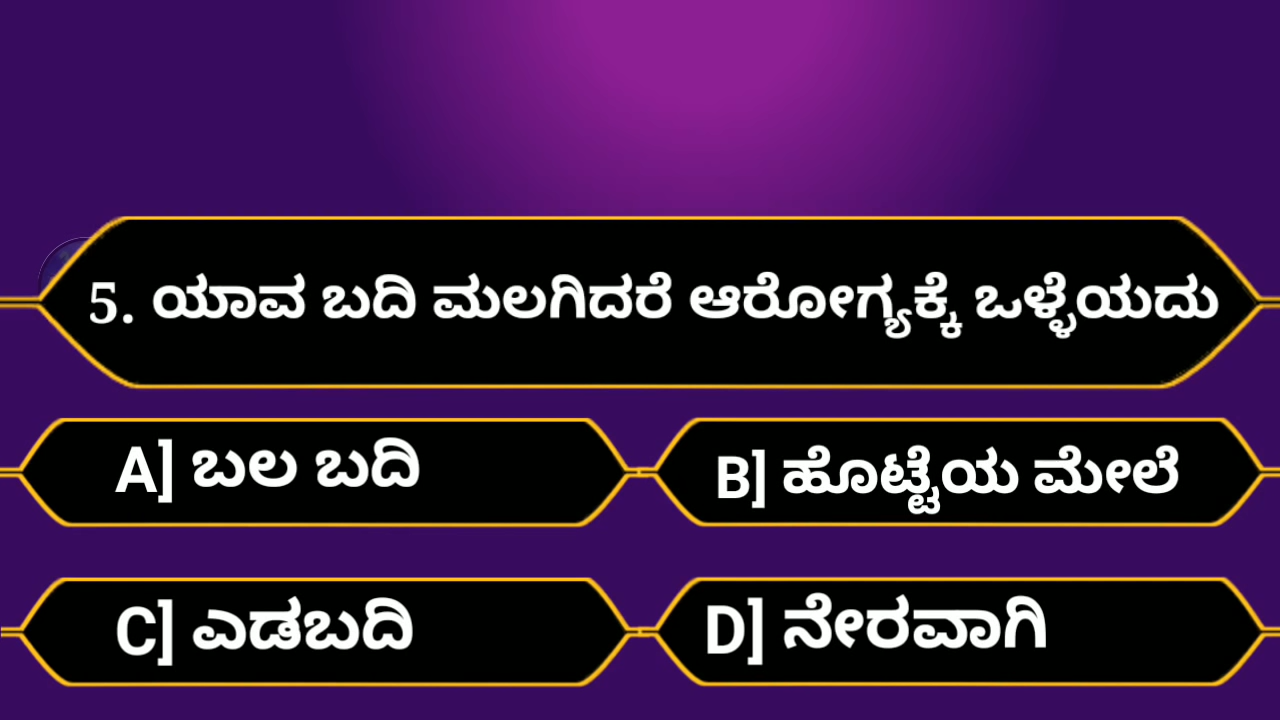 5. ಯಾವ ಬದಿ ಮಲಗಿದರೆ ಆರೋಗ್ಯಕ್ಕೆ ಒಳ್ಳೆಯದು
A] ಬಲ ಬದಿ
B] ಹೊಟ್ಟೆಯ ಮೇಲೆ
C] ಎಡಬದಿ
D] ನೇರವಾಗಿ